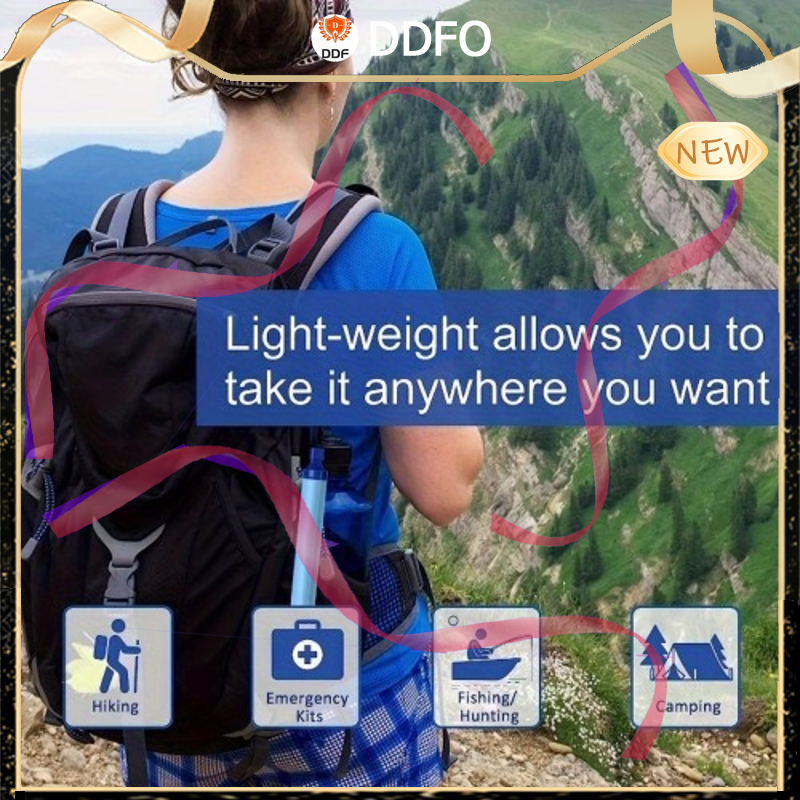 DDF
DDFO
NEW
Light-weight allows you to
take it anywhere you want
Hiking
Emergency
Kits
Fishing/
Hunting
Camping